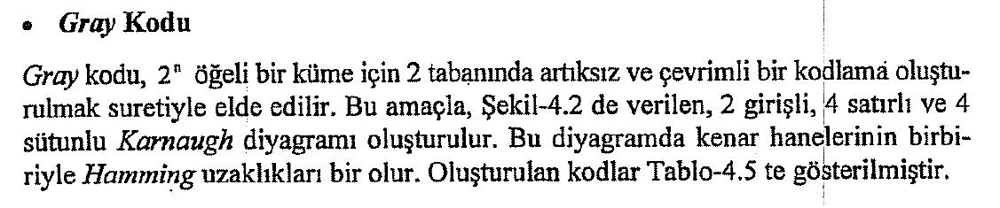 • Gray Kodu
Gray kodu, 2ⁿ öğeli bir küme için 2 tabanında artıksız ve çevrimli bir kodlama oluştu-
rulmak suretiyle elde edilir. Bu amaçla, Şekil-4.2 de verilen, 2 girişli, 4 satırlı ve 4
sütunlu Karnaugh diyagramı oluşturulur. Bu diyagramda kenar hanelerinin birbi-
riyle Hamming uzaklıkları bir olur. Oluşturulan kodlar Tablo-4.5 te gösterilmiştir.